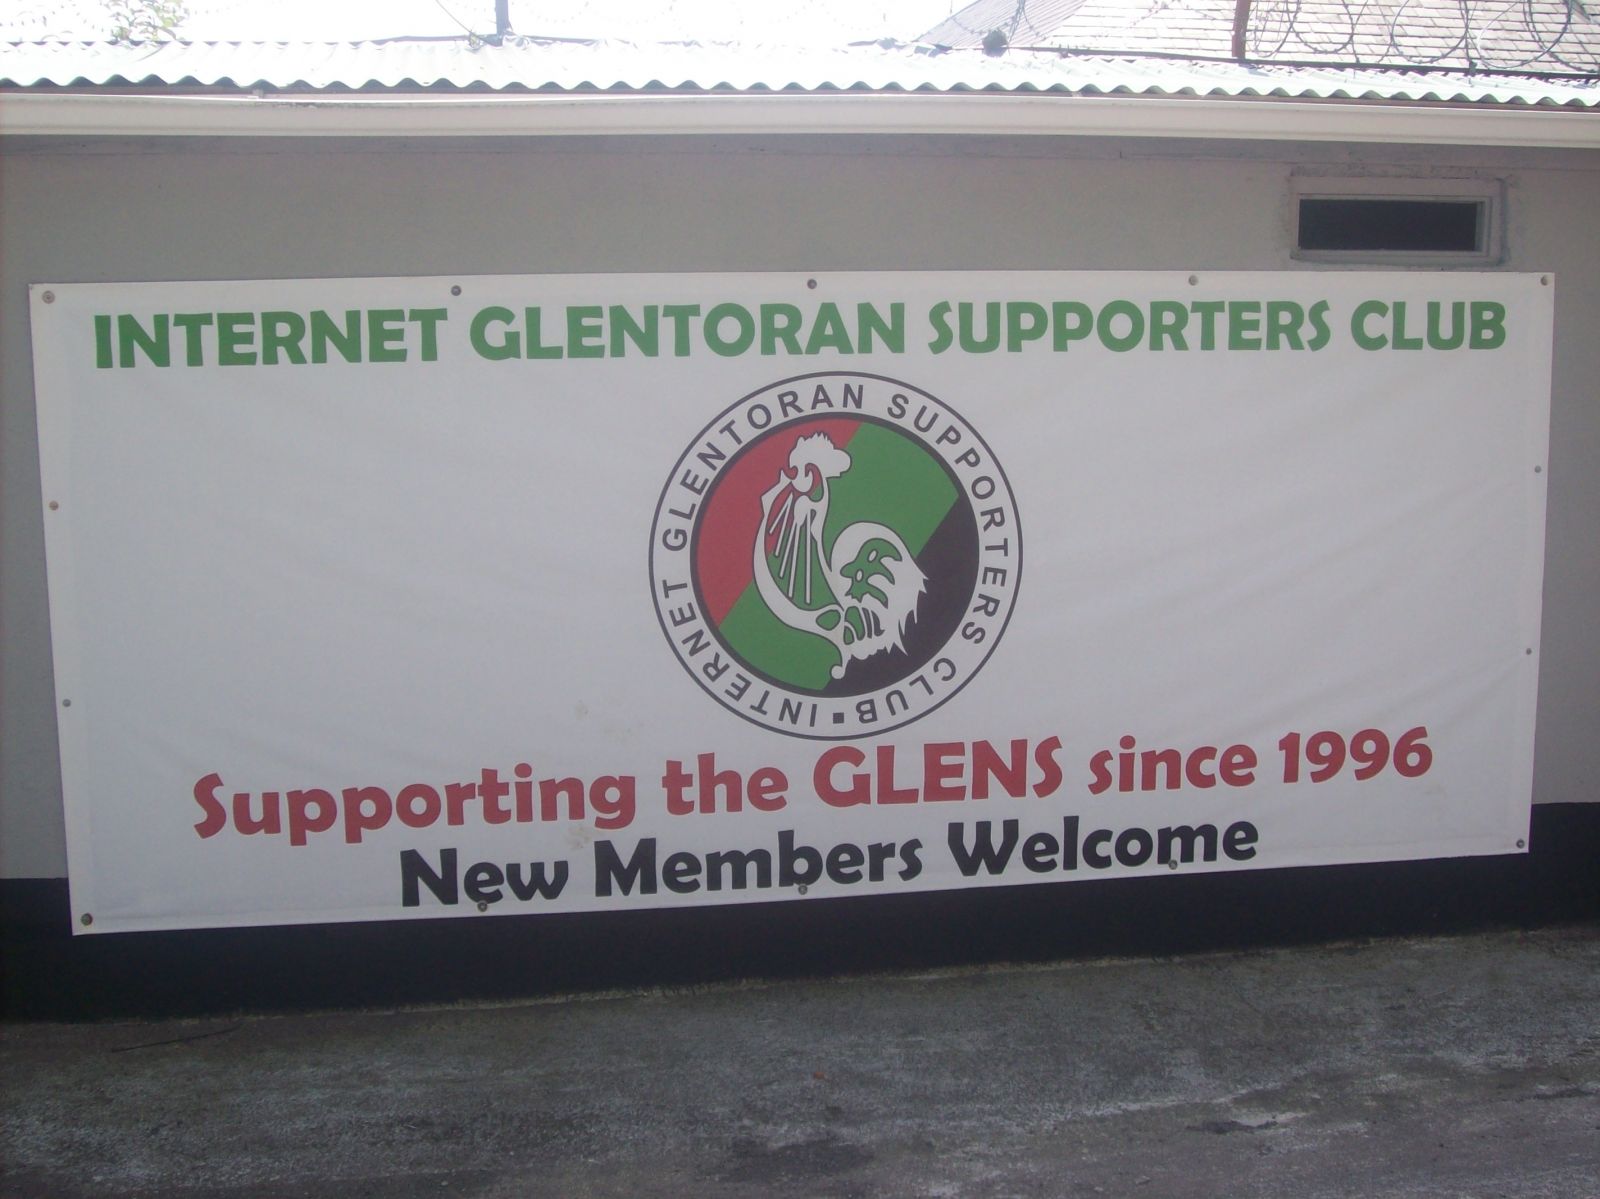 INTERNET GLENTORAN SUPPORTERS CLUB
INTERNET GLENTORAN SUPPORTERS CLUB
Supporting the GLENS since 1996
New Members Welcome